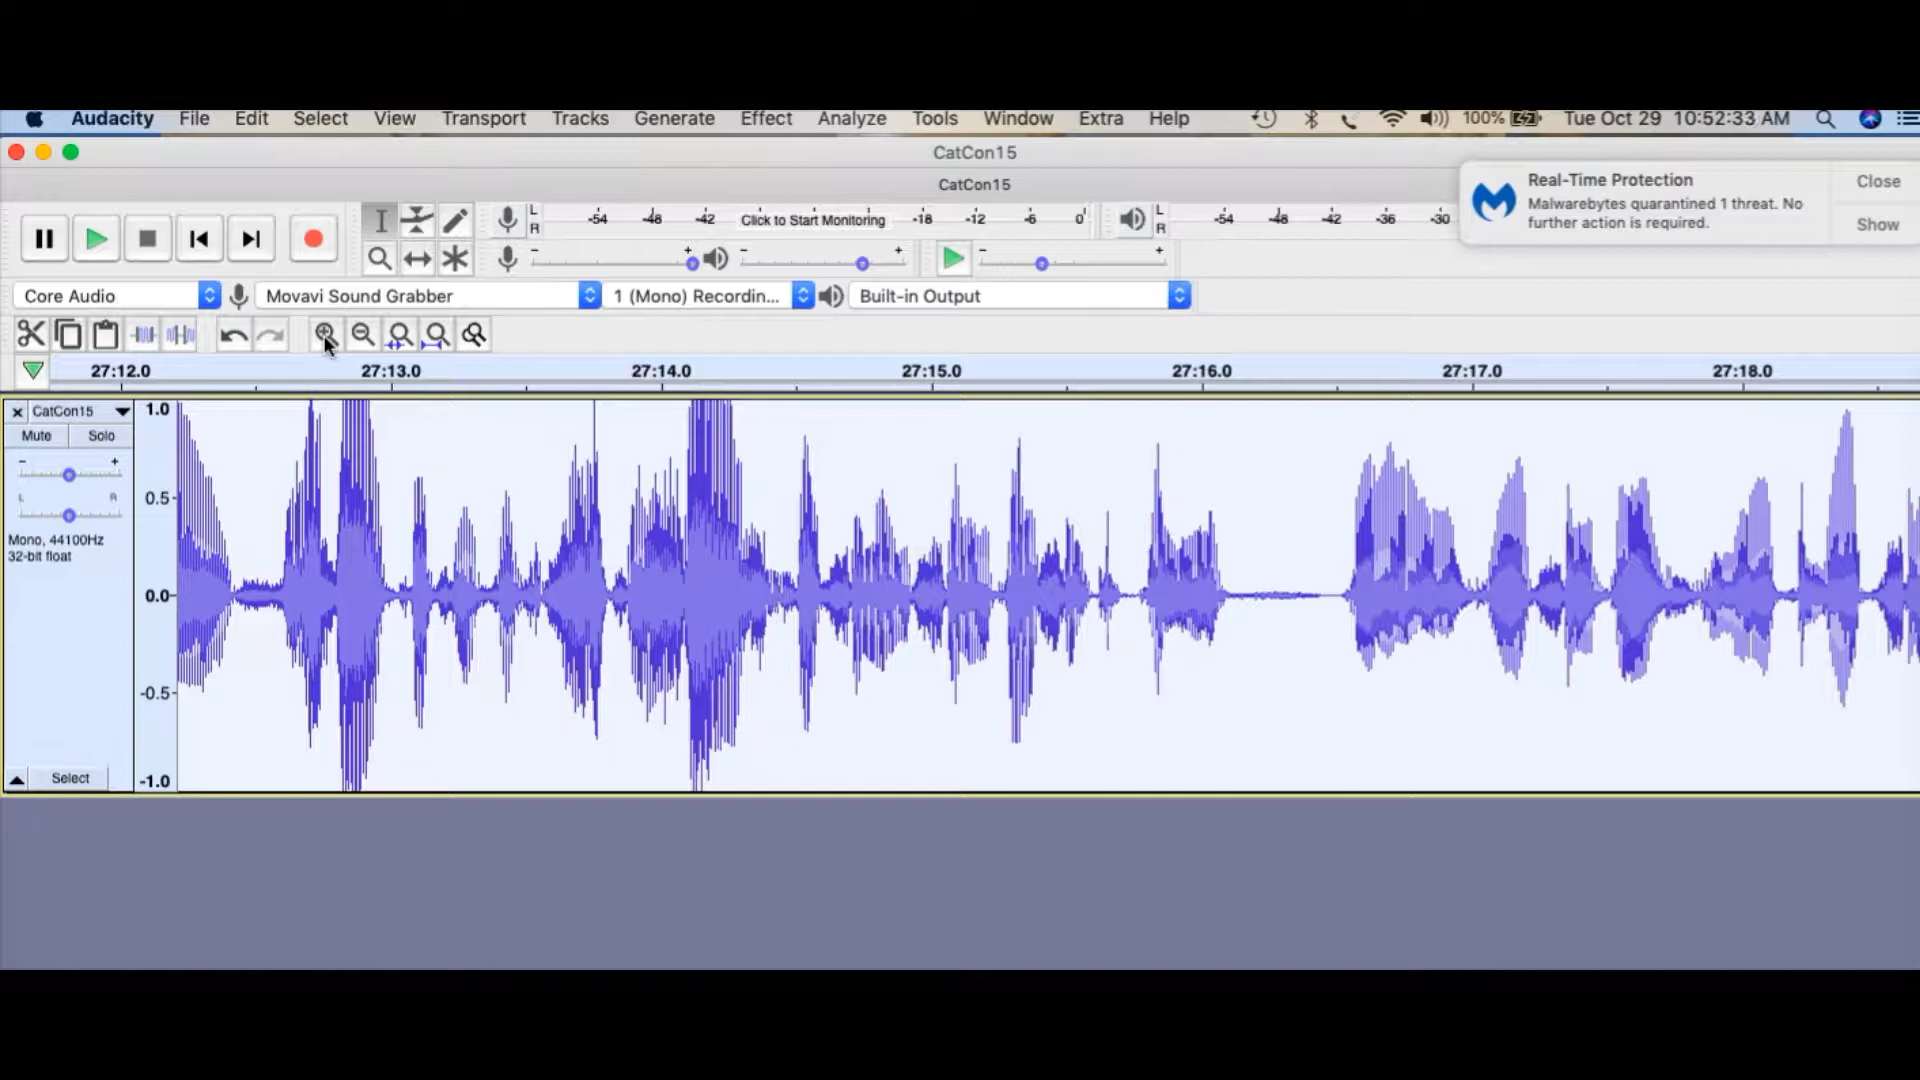 Audacity File Edit Select View Transport Tracks Generate Effect Analyze Tools Window Extra Help 100% Tue Oct 29 10:52:33 AM
CatCon15
CatCon15
Real-Time Protection
Malwarebytes quarantined 1 threat. No
further action is required.
Close
Show
L
R
-54 -48 -42 Click to Start Monitoring -18 -12 -6 0
L
R
-54 -48 -42 -36 -30
- + - + - +
Core Audio Movavi Sound Grabber 1 (Mono) Recordin... Built-in Output
27:12.0 27:13.0 27:14.0 27:15.0 27:16.0 27:17.0 27:18.0
CatCon15
Mute Solo
- +
L R
Mono, 44100Hz
32-bit float
Select
1.0
0.5
0.0
-0.5
-1.0